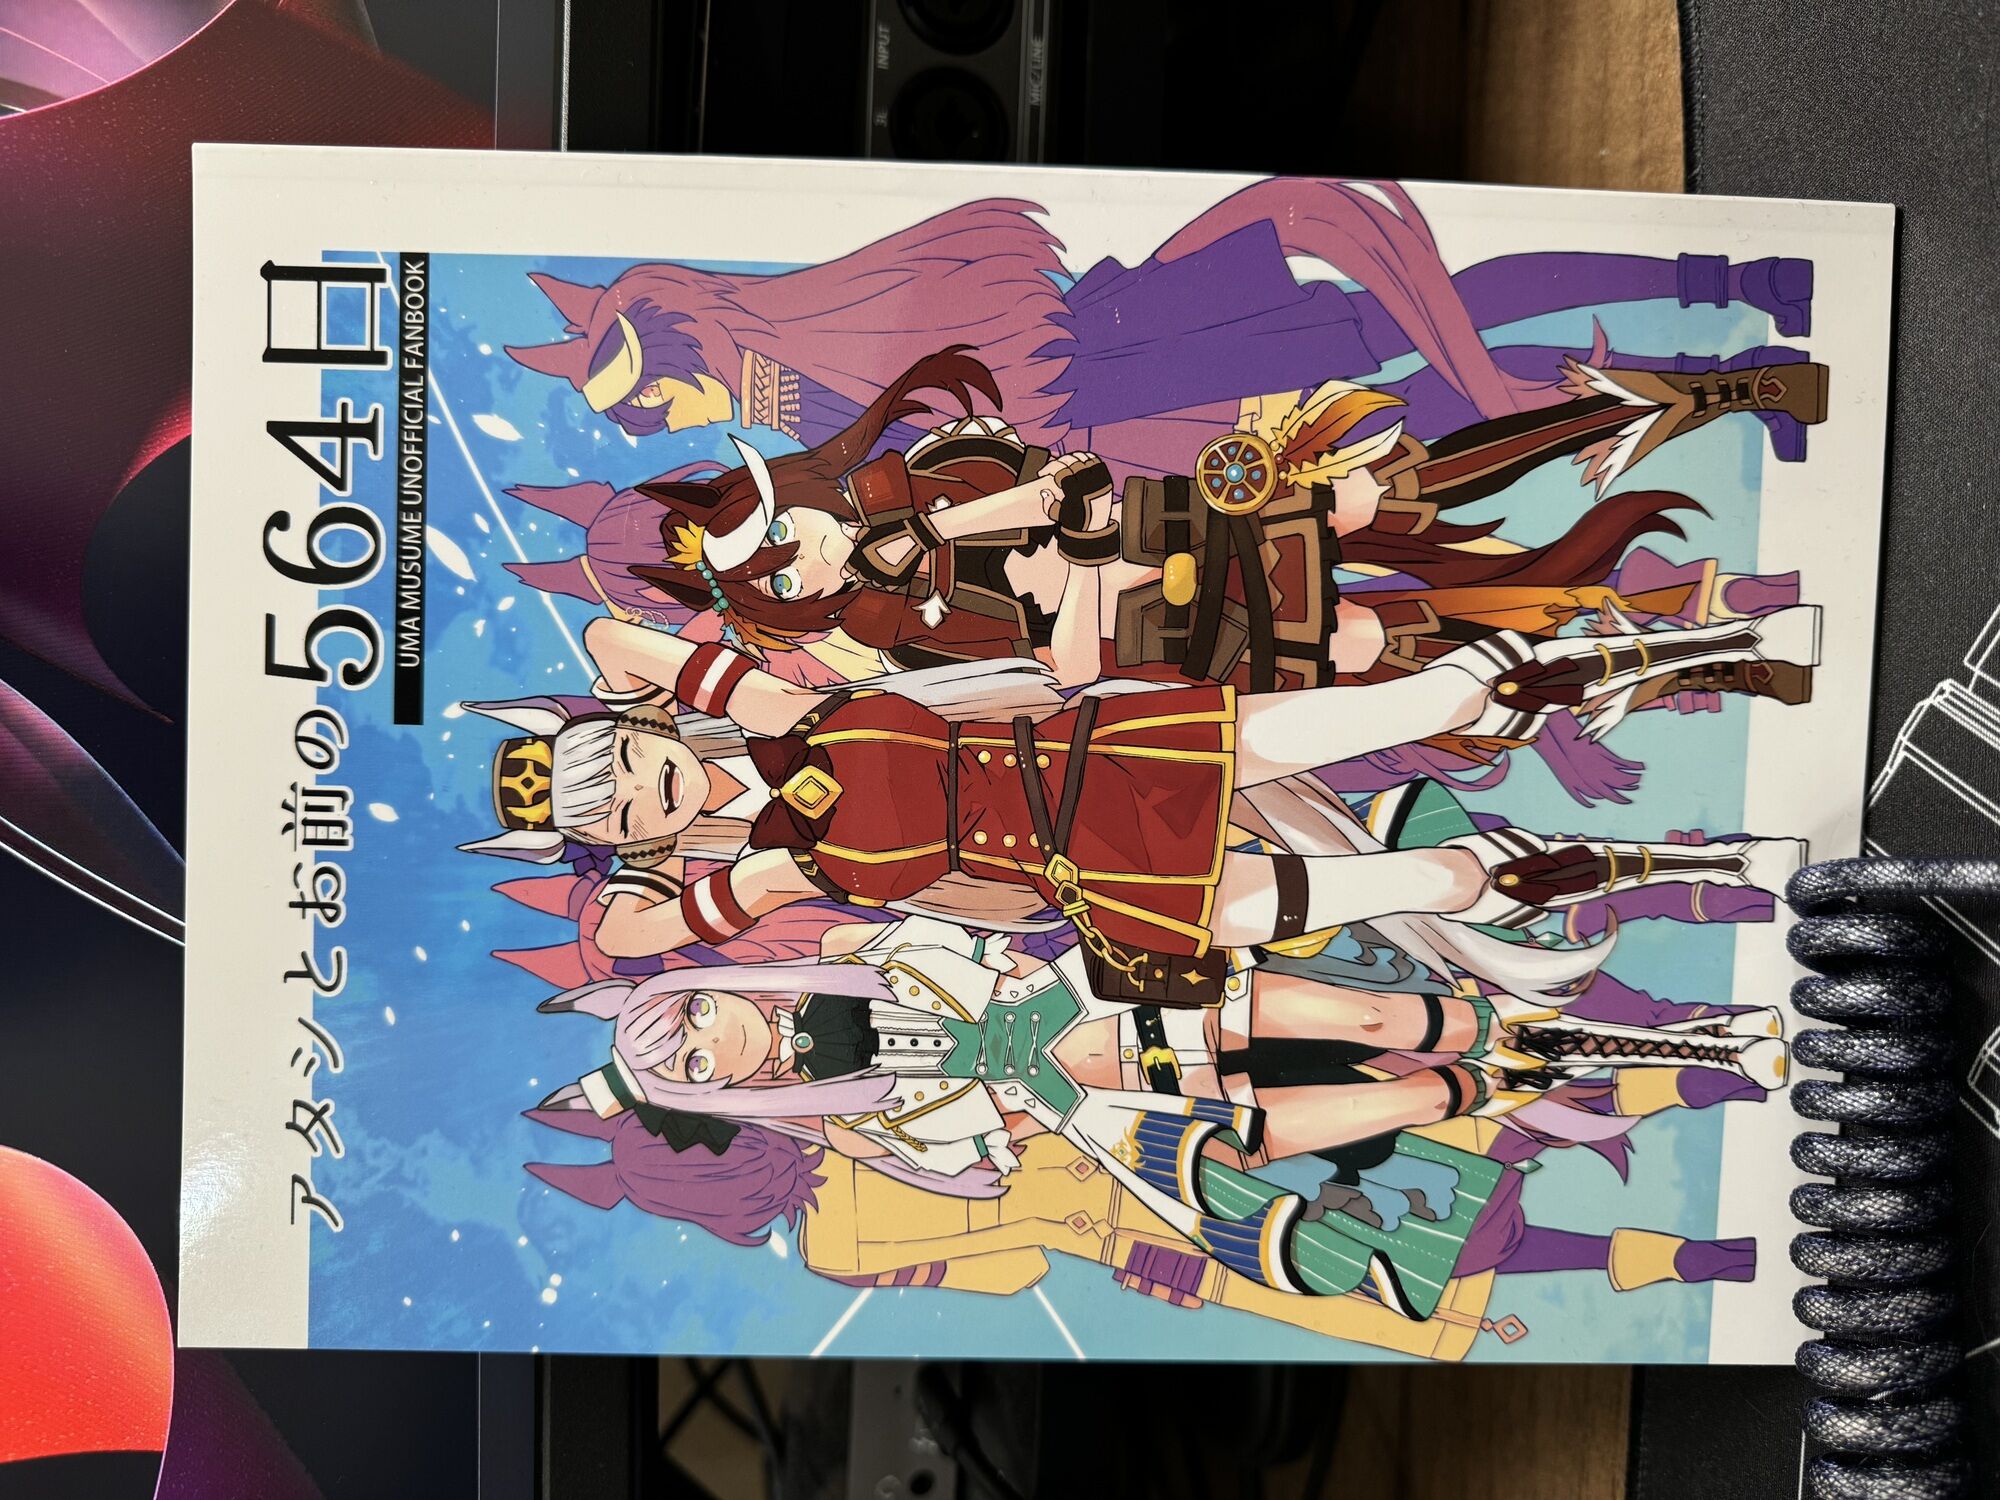 アタシとお前の564日
UMA MUSUME UNOFFICIAL FANBOOK
INPUT
MIC/LINE